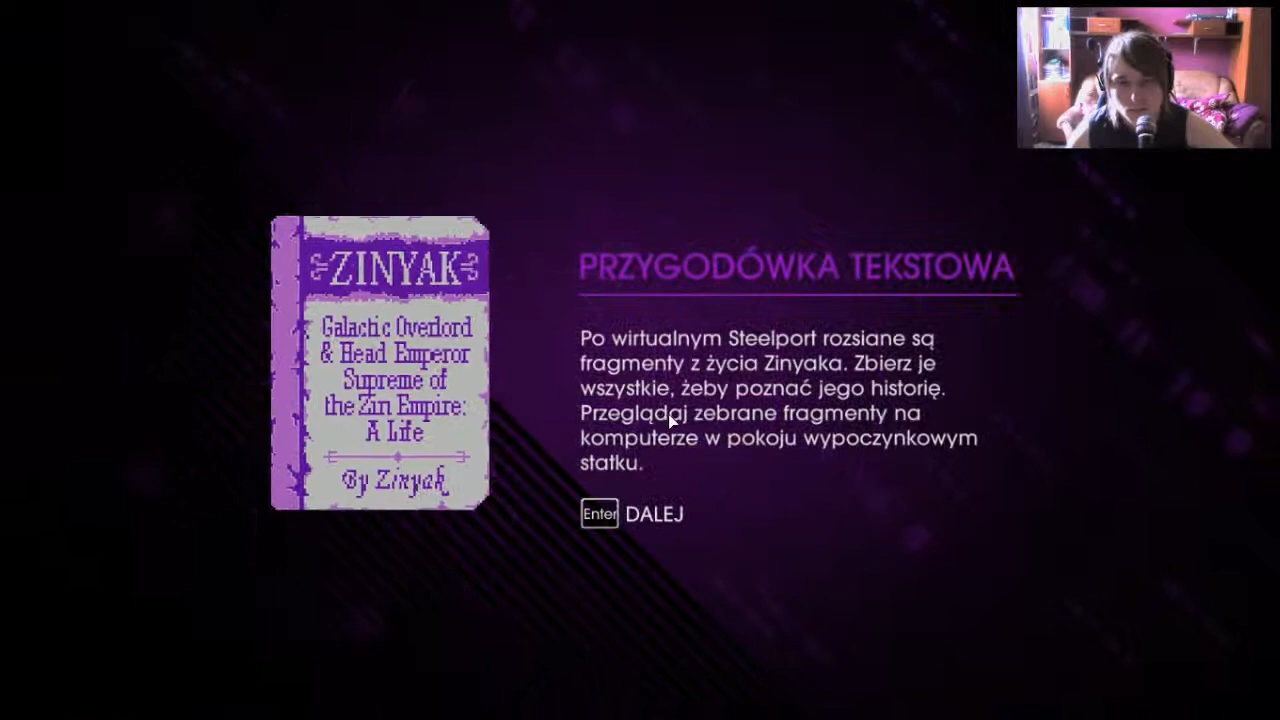 ZINYAK
Galactic Overlord
& Head Emperor
Supreme of
the Zin Empire:
A Life
By Zinyak
PRZYGODÓWKA TEKSTOWA
Po wirtualnym Steelport rozsiane są
fragmenty z życia Zinyaka. Zbierz je
wszystkie, żeby poznać jego historię.
Przeglądaj zebrane fragmenty na
komputerze w pokoju wypoczynkowym
statku.
Enter DALEJ